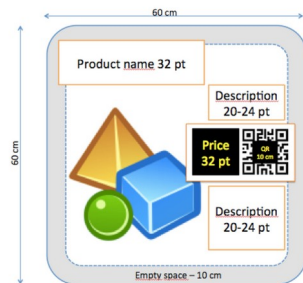 60 cm
Product name 32 pt
Description
20-24 pt
60 cm
Price
32 pt
QR
10 cm
Description
20-24 pt
Empty space – 10 cm